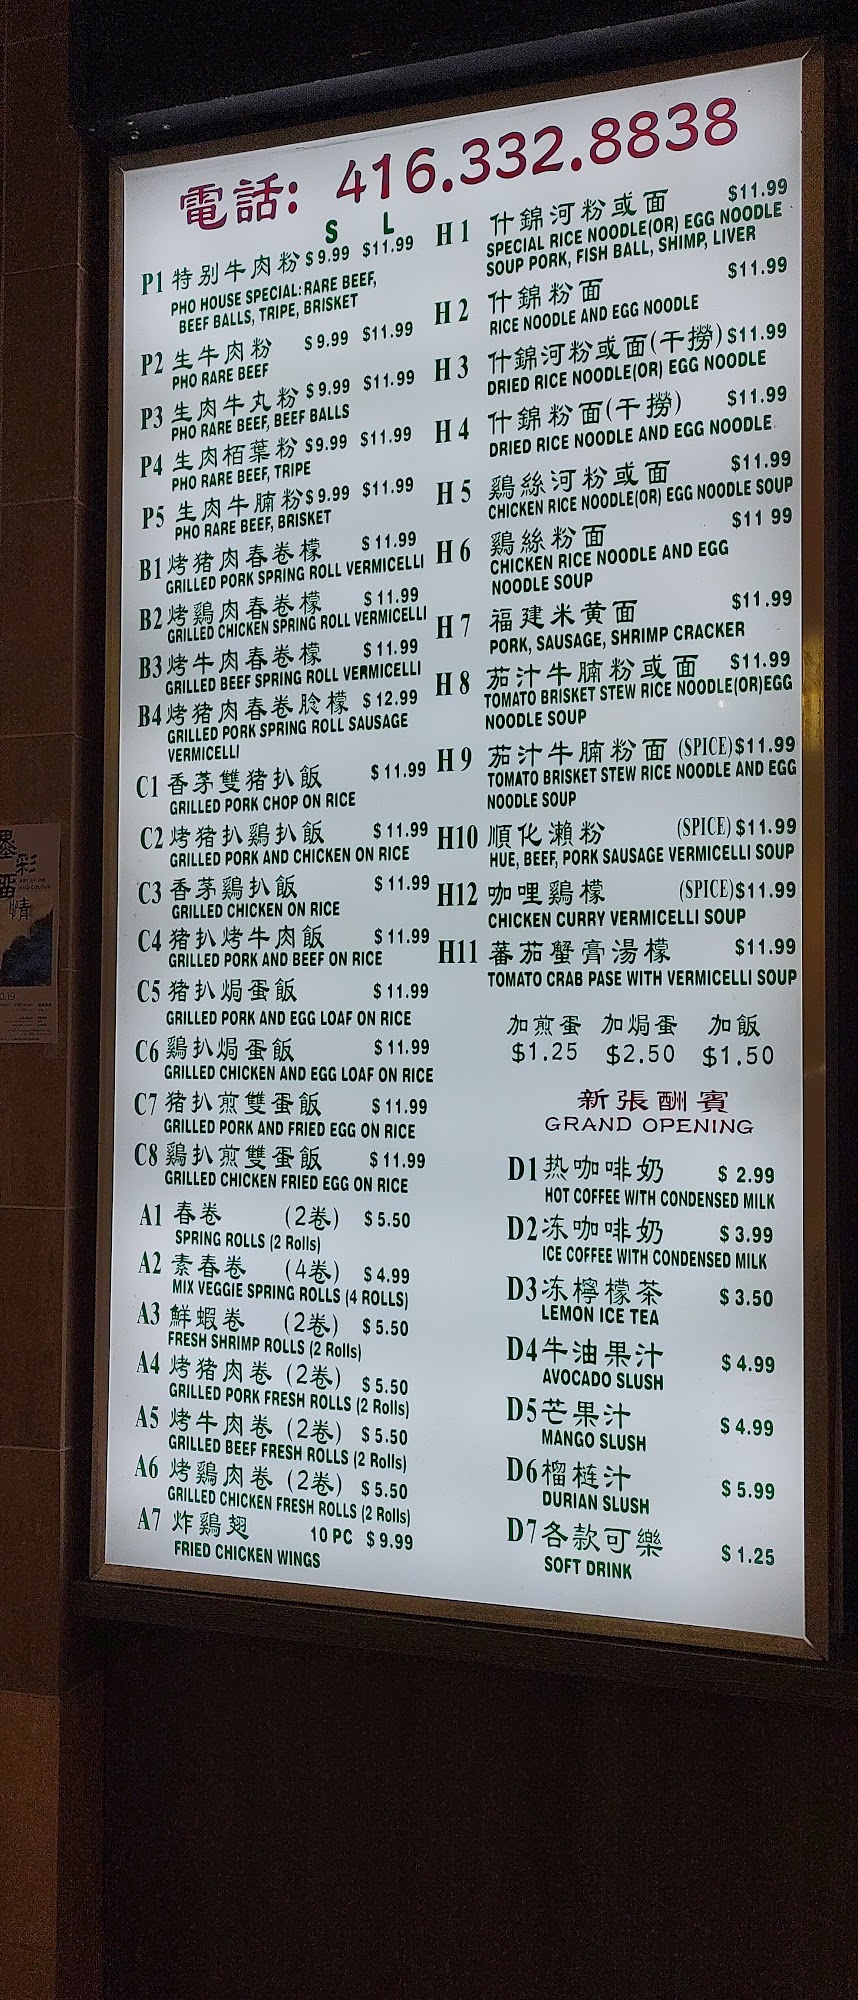 電話: 416.332.8838
S L
P1 特别牛肉粉 $9.99 $11.99
PHO HOUSE SPECIAL: RARE BEEF,
BEEF BALLS, TRIPE, BRISKET
P2 生牛肉粉 $9.99 $11.99
PHO RARE BEEF
P3 生肉牛丸粉 $9.99 $11.99
PHO RARE BEEF, BEEF BALLS
P4 生肉栢葉粉 $9.99 $11.99
PHO RARE BEEF, TRIPE
P5 生肉牛腩粉 $9.99 $11.99
PHO RARE BEEF, BRISKET
B1 烤猪肉春卷檬 $11.99
GRILLED PORK SPRING ROLL VERMICELLI
B2 烤鷄肉春卷檬 $11.99
GRILLED CHICKEN SPRING ROLL VERMICELLI
B3 烤牛肉春卷檬 $11.99
GRILLED BEEF SPRING ROLL VERMICELLI
B4 烤猪肉春卷脍檬 $12.99
GRILLED PORK SPRING ROLL SAUSAGE
VERMICELLI
C1 香茅雙猪扒飯 $11.99
GRILLED PORK CHOP ON RICE
C2 烤猪扒鷄扒飯 $11.99
GRILLED PORK AND CHICKEN ON RICE
C3 香茅鷄扒飯 $11.99
GRILLED CHICKEN ON RICE
C4 猪扒烤牛肉飯 $11.99
GRILLED PORK AND BEEF ON RICE
C5 猪扒焗蛋飯 $11.99
GRILLED PORK AND EGG LOAF ON RICE
C6 鷄扒焗蛋飯 $11.99
GRILLED CHICKEN AND EGG LOAF ON RICE
C7 猪扒煎雙蛋飯 $11.99
GRILLED PORK AND FRIED EGG ON RICE
C8 鷄扒煎雙蛋飯 $11.99
GRILLED CHICKEN FRIED EGG ON RICE
A1 春卷 (2卷) $5.50
SPRING ROLLS (2 Rolls)
A2 素春卷 (4卷) $4.99
MIX VEGGIE SPRING ROLLS (4 ROLLS)
A3 鮮蝦卷 (2卷) $5.50
FRESH SHRIMP ROLLS (2 Rolls)
A4 烤猪肉卷 (2卷) $5.50
GRILLED PORK FRESH ROLLS (2 Rolls)
A5 烤牛肉卷 (2卷) $5.50
GRILLED BEEF FRESH ROLLS (2 Rolls)
A6 烤鷄肉卷 (2卷) $5.50
GRILLED CHICKEN FRESH ROLLS (2 Rolls)
A7 炸鷄翅 10 PC $9.99
FRIED CHICKEN WINGS
H1 什錦河粉或面 $11.99
SPECIAL RICE NOODLE(OR) EGG NOODLE
SOUP PORK, FISH BALL, SHIMP, LIVER
H2 什錦粉面 $11.99
RICE NOODLE AND EGG NOODLE
H3 什錦河粉或面(干撈) $11.99
DRIED RICE NOODLE(OR) EGG NOODLE
H4 什錦粉面(干撈) $11.99
DRIED RICE NOODLE AND EGG NOODLE
H5 鷄絲河粉或面 $11.99
CHICKEN RICE NOODLE(OR) EGG NOODLE SOUP
H6 鷄絲粉面 $11 99
CHICKEN RICE NOODLE AND EGG
NOODLE SOUP
H7 福建米黄面 $11.99
PORK, SAUSAGE, SHRIMP CRACKER
H8 茄汁牛腩粉或面 $11.99
TOMATO BRISKET STEW RICE NOODLE(OR)EGG
NOODLE SOUP
H9 茄汁牛腩粉面 (SPICE) $11.99
TOMATO BRISKET STEW RICE NOODLE AND EGG
NOODLE SOUP
H10 順化瀨粉 (SPICE) $11.99
HUE, BEEF, PORK SAUSAGE VERMICELLI SOUP
H12 咖哩鷄檬 (SPICE) $11.99
CHICKEN CURRY VERMICELLI SOUP
H11 蕃茄蟹膏湯檬 $11.99
TOMATO CRAB PASE WITH VERMICELLI SOUP
加煎蛋 加焗蛋 加飯
$1.25 $2.50 $1.50
新張酬賓
GRAND OPENING
D1 热咖啡奶 $2.99
HOT COFFEE WITH CONDENSED MILK
D2 冻咖啡奶 $3.99
ICE COFFEE WITH CONDENSED MILK
D3 冻檸檬茶 $3.50
LEMON ICE TEA
D4 牛油果汁 $4.99
AVOCADO SLUSH
D5 芒果汁 $4.99
MANGO SLUSH
D6 榴梿汁 $5.99
DURIAN SLUSH
D7 各款可樂 $1.25
SOFT DRINK
墨彩
情